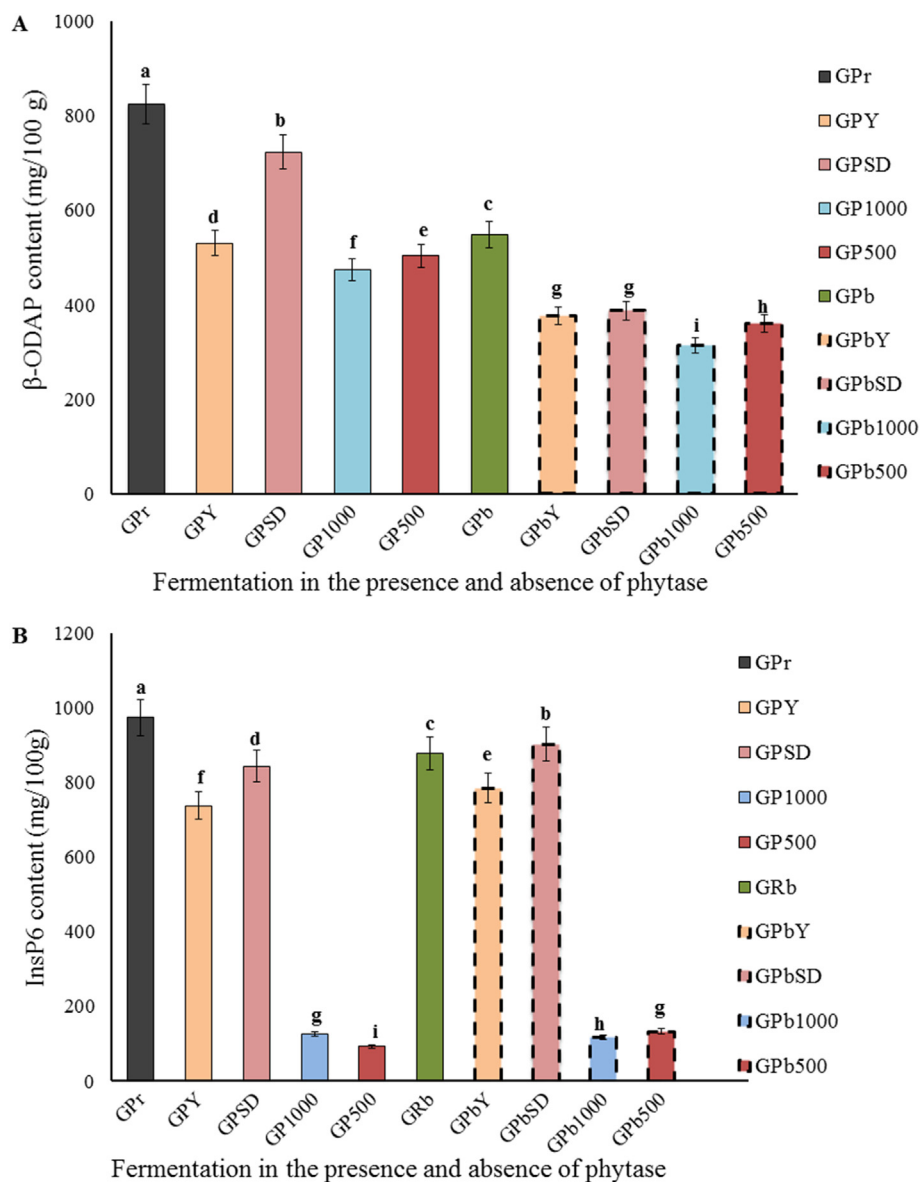 A
β-ODAP content (mg/100 g)
1000
800
600
400
200
0
a
d
b
f
e
c
g
g
i
h
GPr
GPY
GPSD
GP1000
GP500
GPb
GPbY
GPbSD
GPb1000
GPb500
Fermentation in the presence and absence of phytase
GPr
GPY
GPSD
GP1000
GP500
GPb
GPbY
GPbSD
GPb1000
GPb500
B
InsP6 content (mg/100g)
1200
1000
800
600
400
200
0
a
f
d
g
i
c
e
b
h
g
GPr
GPY
GPSD
GP1000
GP500
GRb
GPbY
GPbSD
GPb1000
GPb500
Fermentation in the presence and absence of phytase
GPr
GPY
GPSD
GP1000
GP500
GRb
GPbY
GPbSD
GPb1000
GPb500